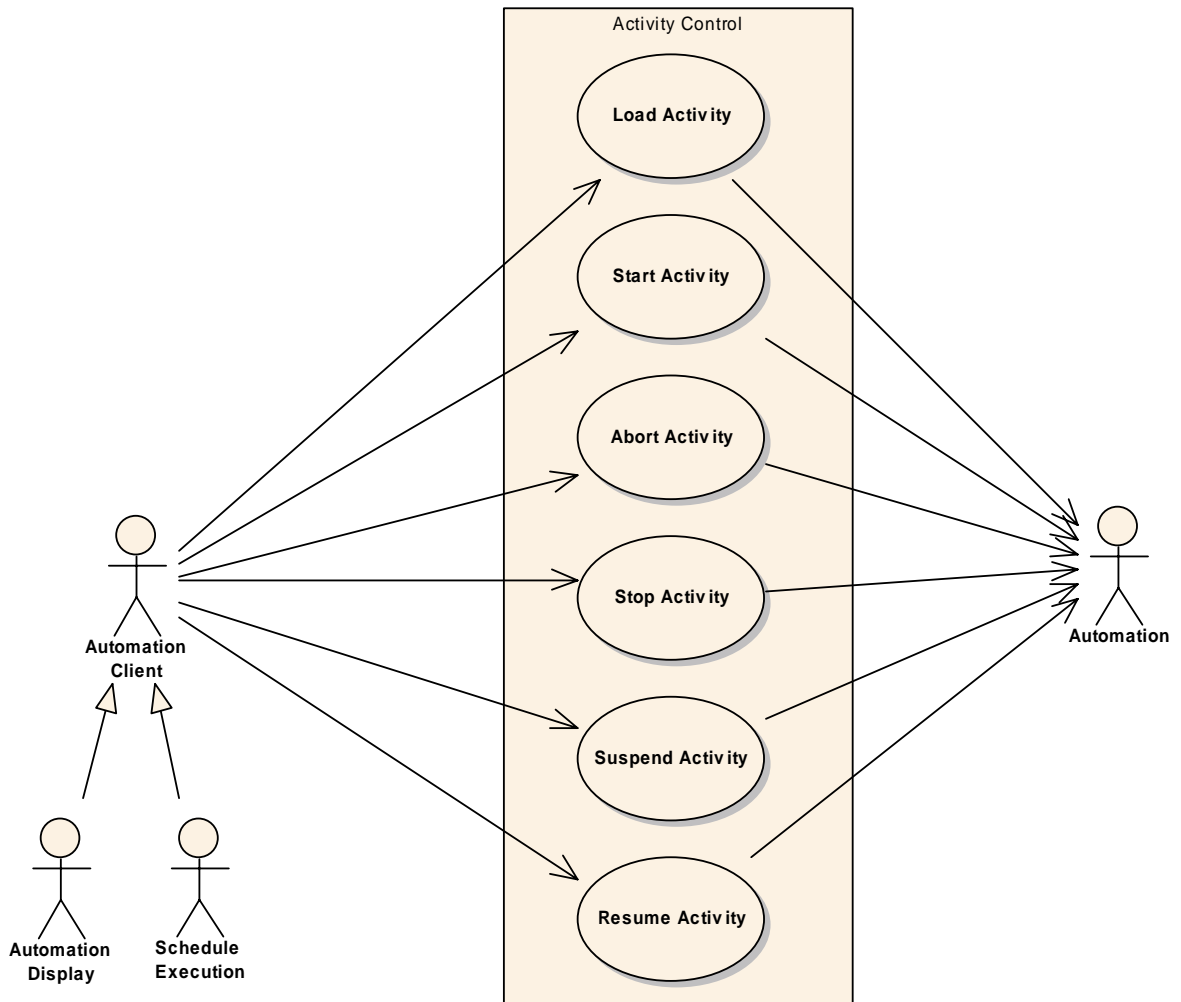 Activity Control
Load Activity
Start Activity
Abort Activity
Stop Activity
Suspend Activity
Resume Activity
Automation
Client
Automation
Automation
Display
Schedule
Execution